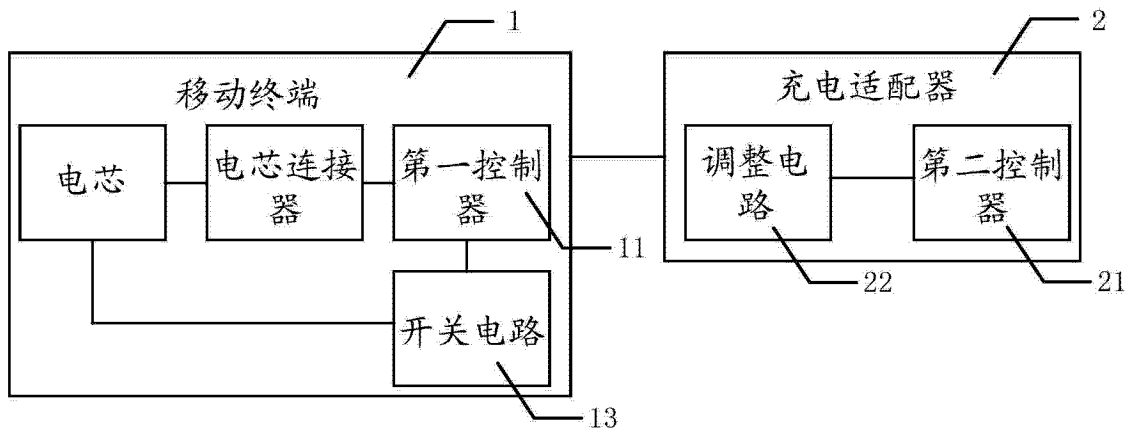 1
2
移动终端
充电适配器
电芯
电芯连接
器
第一控制
器
调整电
路
第二控制
器
11
22
21
开关电路
13